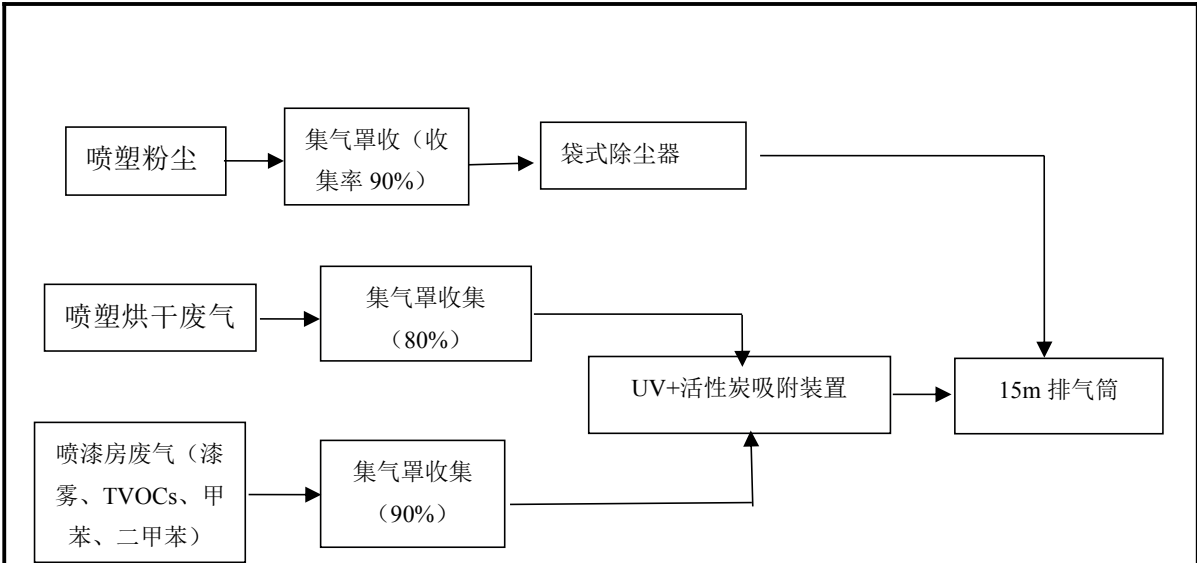 喷塑粉尘
集气罩收（收
集率 90%）
袋式除尘器
喷塑烘干废气
集气罩收集
（80%）
UV+活性炭吸附装置
15m 排气筒
喷漆房废气（漆
雾、TVOCs、甲
苯、二甲苯）
集气罩收集
（90%）